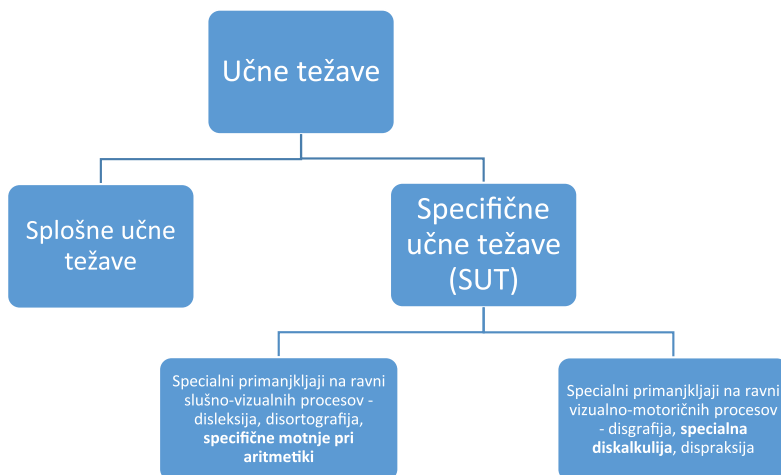 Učne težave
Splošne učne
težave
Specifične
učne težave
(SUT)
Specialni primanjkljaji na ravni
slušno-vizualnih procesov -
disleksija, disortografija,
specifične motnje pri
aritmetiki
Specialni primanjkljaji na ravni
vizualno-motoričnih procesov
- disgrafija, specialna
diskalkulija, dispraksija